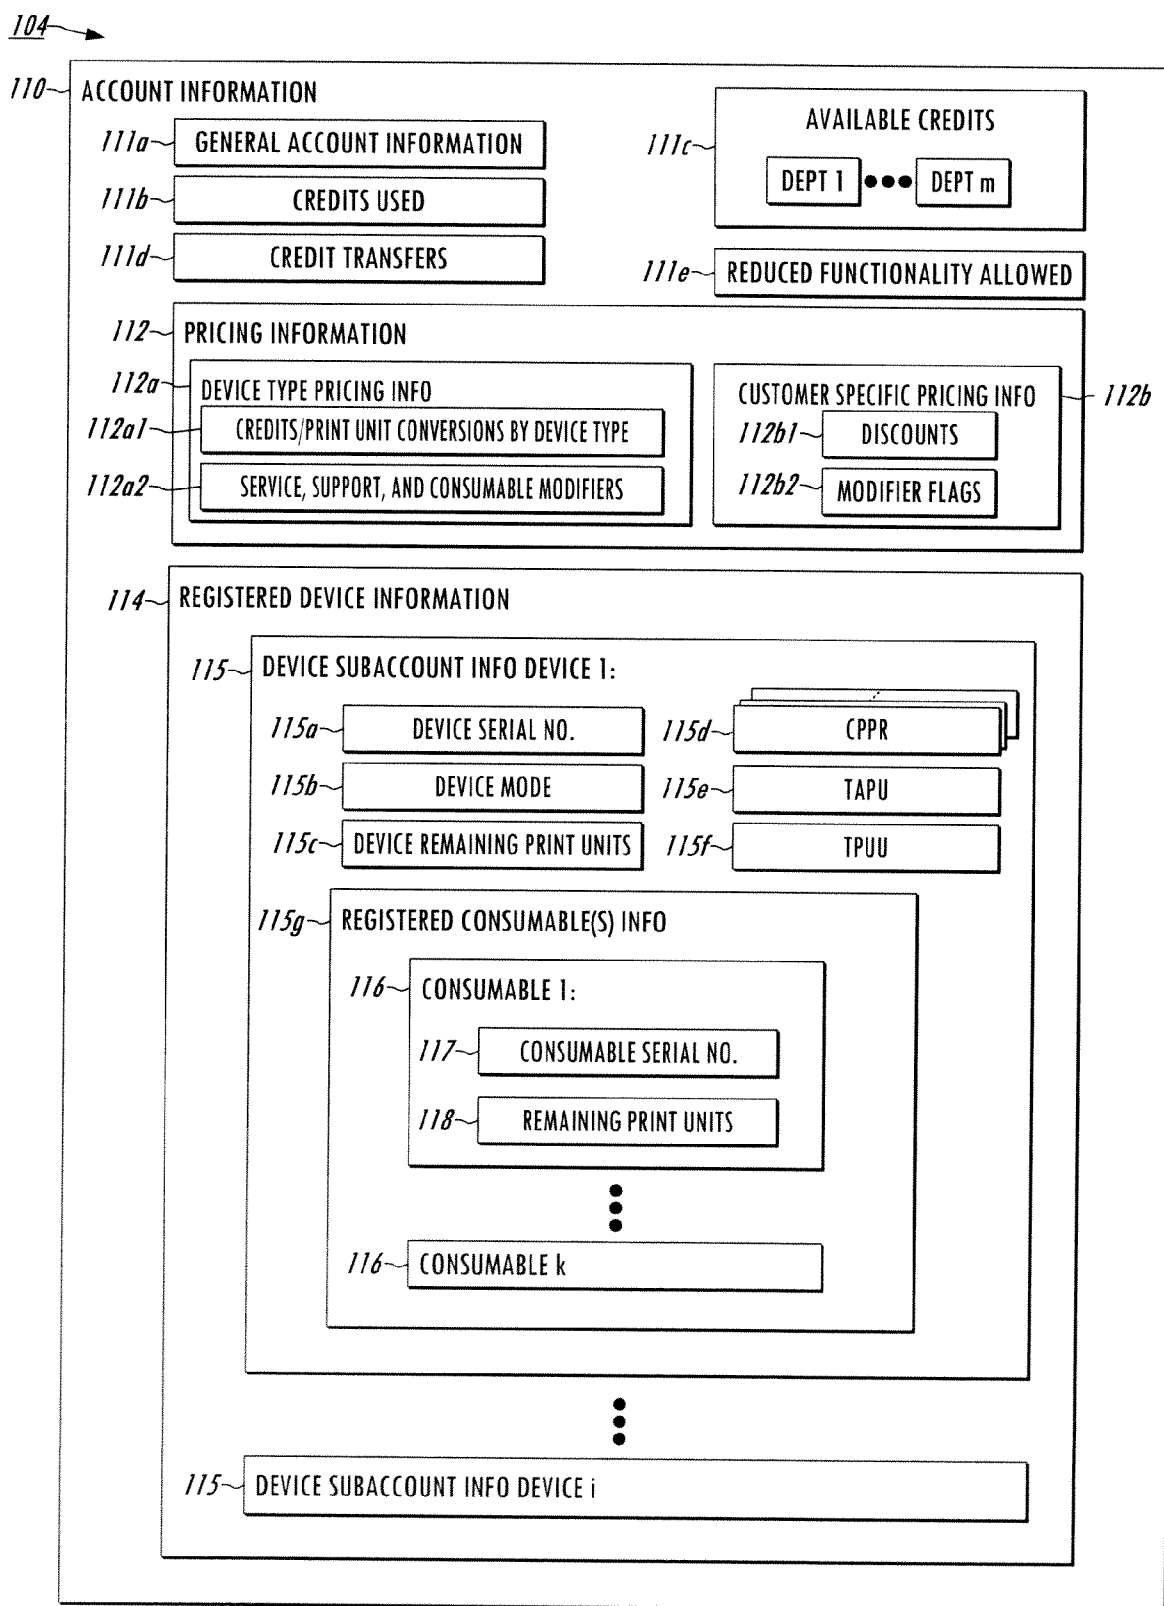 104
110 ACCOUNT INFORMATION
111a GENERAL ACCOUNT INFORMATION
111b CREDITS USED
111d CREDIT TRANSFERS
111c AVAILABLE CREDITS
DEPT 1 ●●● DEPT m
111e REDUCED FUNCTIONALITY ALLOWED
112 PRICING INFORMATION
112a DEVICE TYPE PRICING INFO
112a1 CREDITS/PRINT UNIT CONVERSIONS BY DEVICE TYPE
112a2 SERVICE, SUPPORT, AND CONSUMABLE MODIFIERS
CUSTOMER SPECIFIC PRICING INFO 112b
112b1 DISCOUNTS
112b2 MODIFIER FLAGS
114 REGISTERED DEVICE INFORMATION
115 DEVICE SUBACCOUNT INFO DEVICE 1:
115a DEVICE SERIAL NO.
115b DEVICE MODE
115c DEVICE REMAINING PRINT UNITS
115d CPPR
115e TAPU
115f TPUU
115g REGISTERED CONSUMABLE(S) INFO
116 CONSUMABLE 1:
117 CONSUMABLE SERIAL NO.
118 REMAINING PRINT UNITS
116 CONSUMABLE k
115 DEVICE SUBACCOUNT INFO DEVICE i